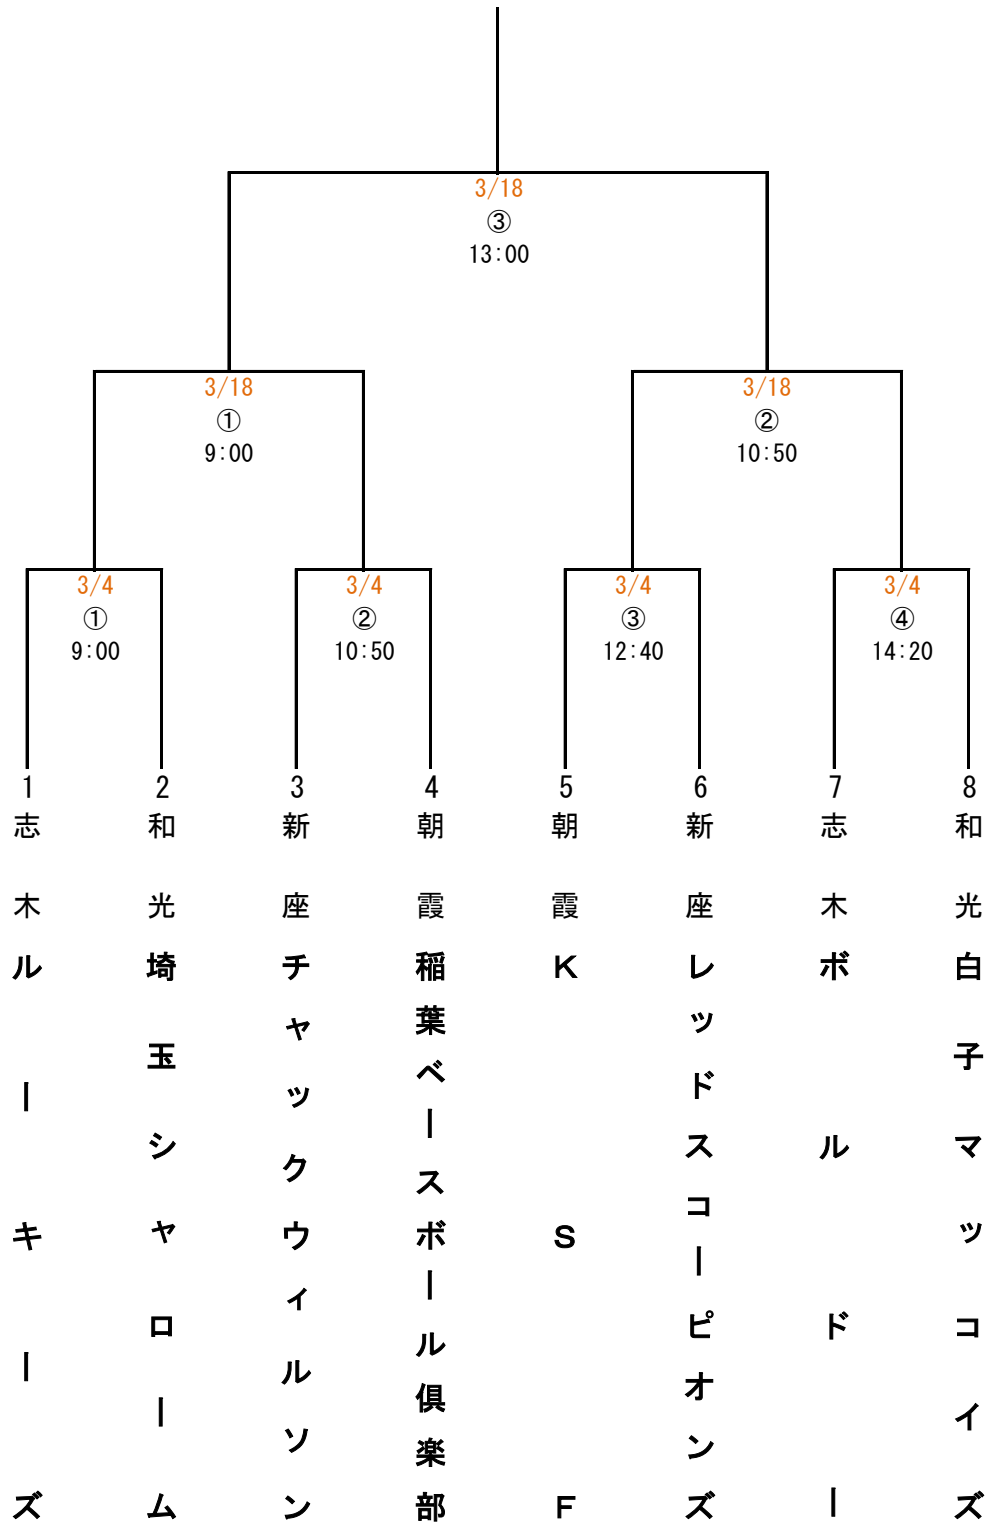 3/18
③
13:00
3/18
①
9:00
3/18
②
10:50
3/4
①
9:00
3/4
②
10:50
3/4
③
12:40
3/4
④
14:20
1
志木
ルーキーズ
2
和光
埼玉シャローム
3
新座
チャックウィルソン
4
朝霞
稲葉ベースボール倶楽部
5
朝霞
KSF
6
新座
レッドスコーピオンズ
7
志木
ボルドー
8
和光
白子マッコイズ